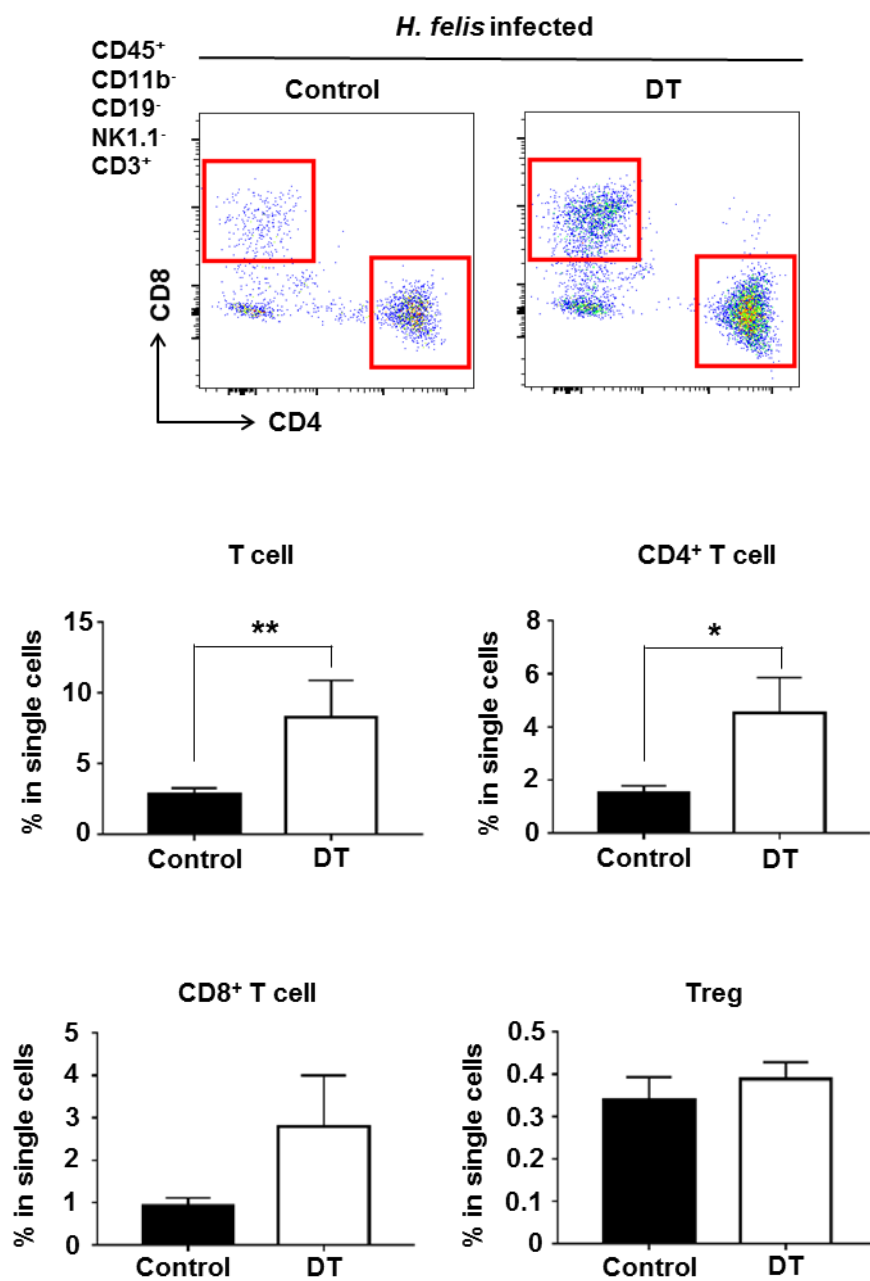 H. felis infected
CD45⁺
CD11b⁻
CD19⁻
NK1.1⁻
CD3⁺
Control
DT
CD8
CD4
T cell
% in single cells
15
10
5
0
**
Control
DT
CD4⁺ T cell
% in single cells
8
6
4
2
0
*
Control
DT
CD8⁺ T cell
% in single cells
5
4
3
2
1
0
Control
DT
Treg
% in single cells
0.5
0.4
0.3
0.2
0.1
0
Control
DT